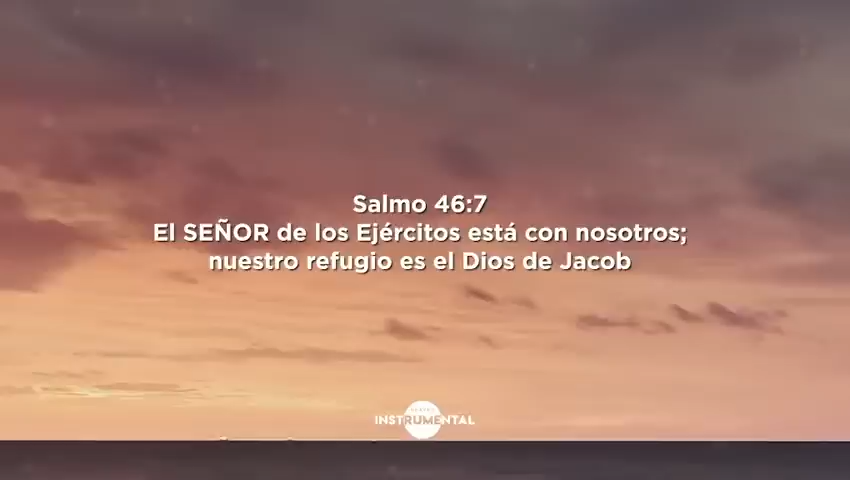 Salmo 46:7
El SEÑOR de los Ejércitos está con nosotros;
nuestro refugio es el Dios de Jacob
INSTRUMENTAL